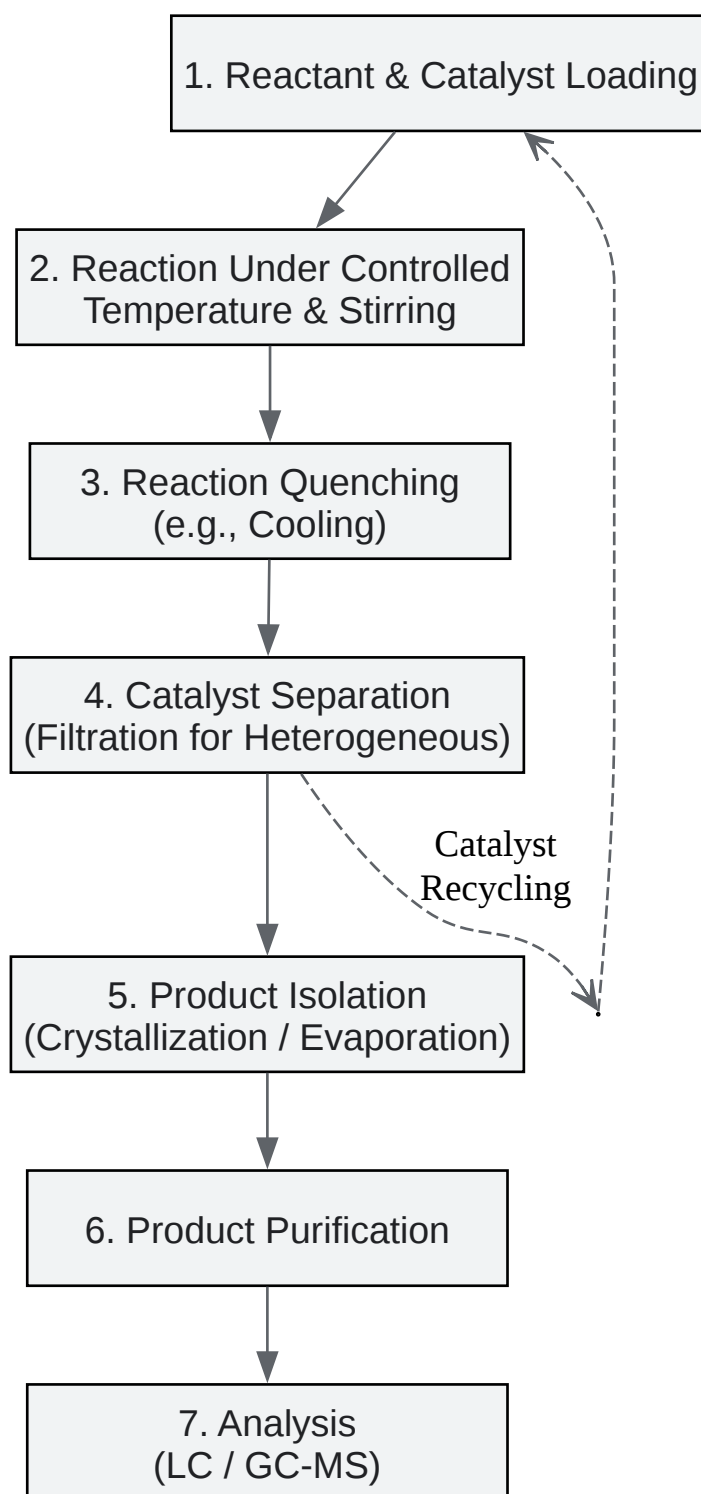 1. Reactant & Catalyst Loading
2. Reaction Under Controlled
Temperature & Stirring
3. Reaction Quenching
(e.g., Cooling)
4. Catalyst Separation
(Filtration for Heterogeneous)
Catalyst
Recycling
5. Product Isolation
(Crystallization / Evaporation)
6. Product Purification
7. Analysis
(LC / GC-MS)